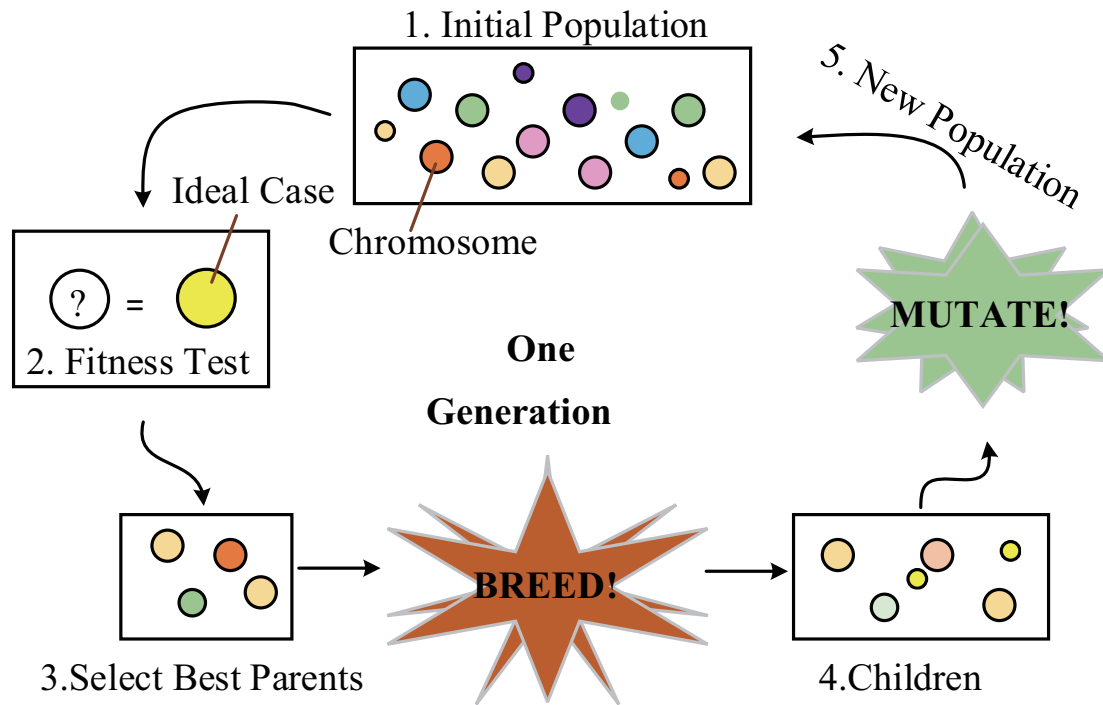 1. Initial Population
5. New Population
Ideal Case
Chromosome
? =
2. Fitness Test
MUTATE!
One
Generation
BREED!
3.Select Best Parents
4.Children